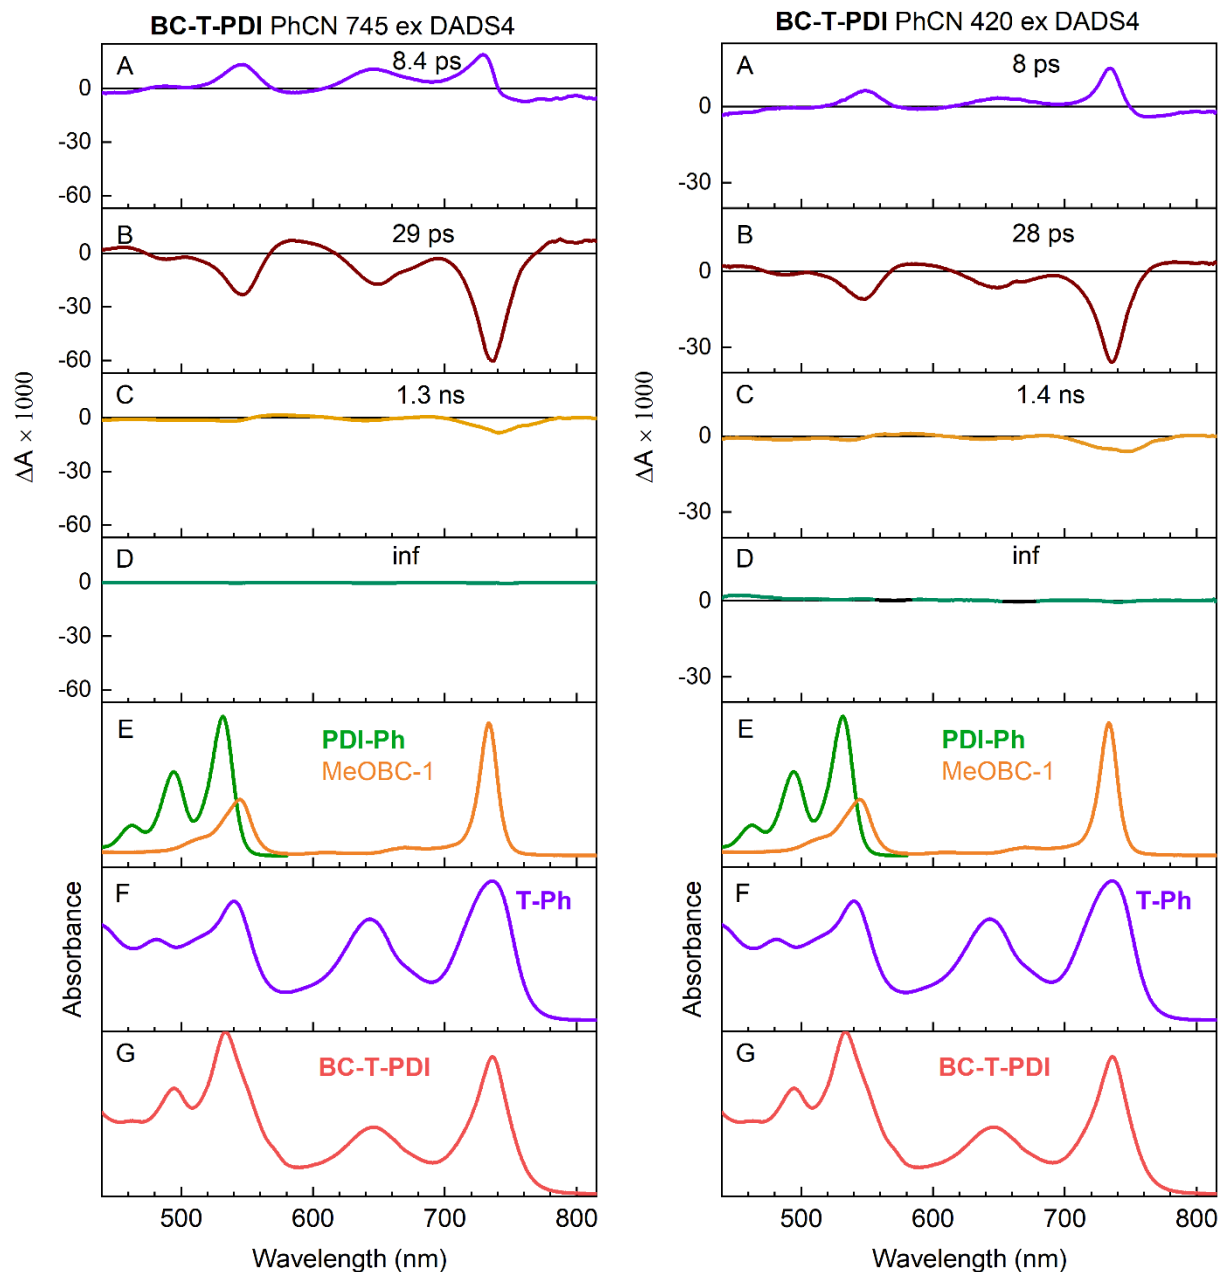 BC-T-PDI PhCN 745 ex DADS4
A
8.4 ps
0
-30
-60
B
29 ps
0
-30
-60
C
1.3 ns
0
-30
-60
D
inf
0
-30
-60
ΔA × 1000
E
PDI-Ph
MeOBC-1
F
T-Ph
G
BC-T-PDI
Absorbance
500 600 700 800
Wavelength (nm)
BC-T-PDI PhCN 420 ex DADS4
A
8 ps
0
-30
B
28 ps
0
-30
C
1.4 ns
0
-30
D
inf
0
-30
ΔA × 1000
E
PDI-Ph
MeOBC-1
F
T-Ph
G
BC-T-PDI
Absorbance
500 600 700 800
Wavelength (nm)